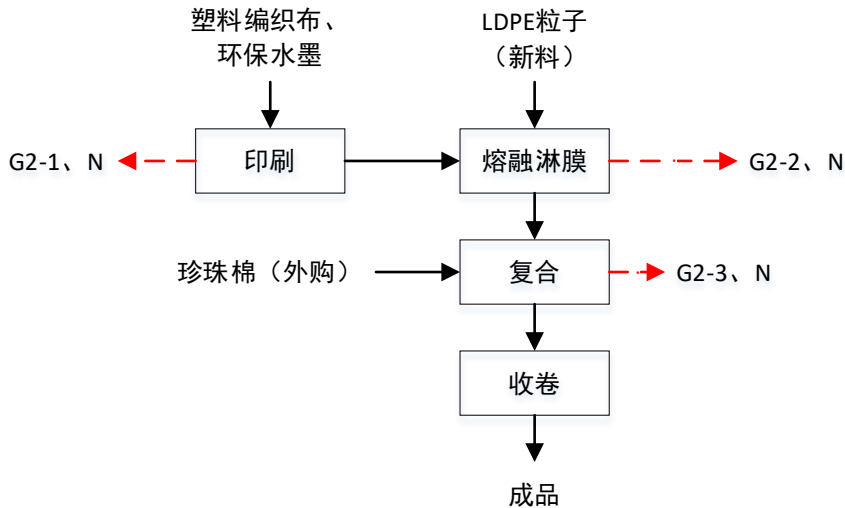 塑料编织布、
环保水墨
LDPE粒子
（新料）
G2-1、N
印刷
熔融淋膜
G2-2、N
珍珠棉（外购）
复合
G2-3、N
收卷
成品